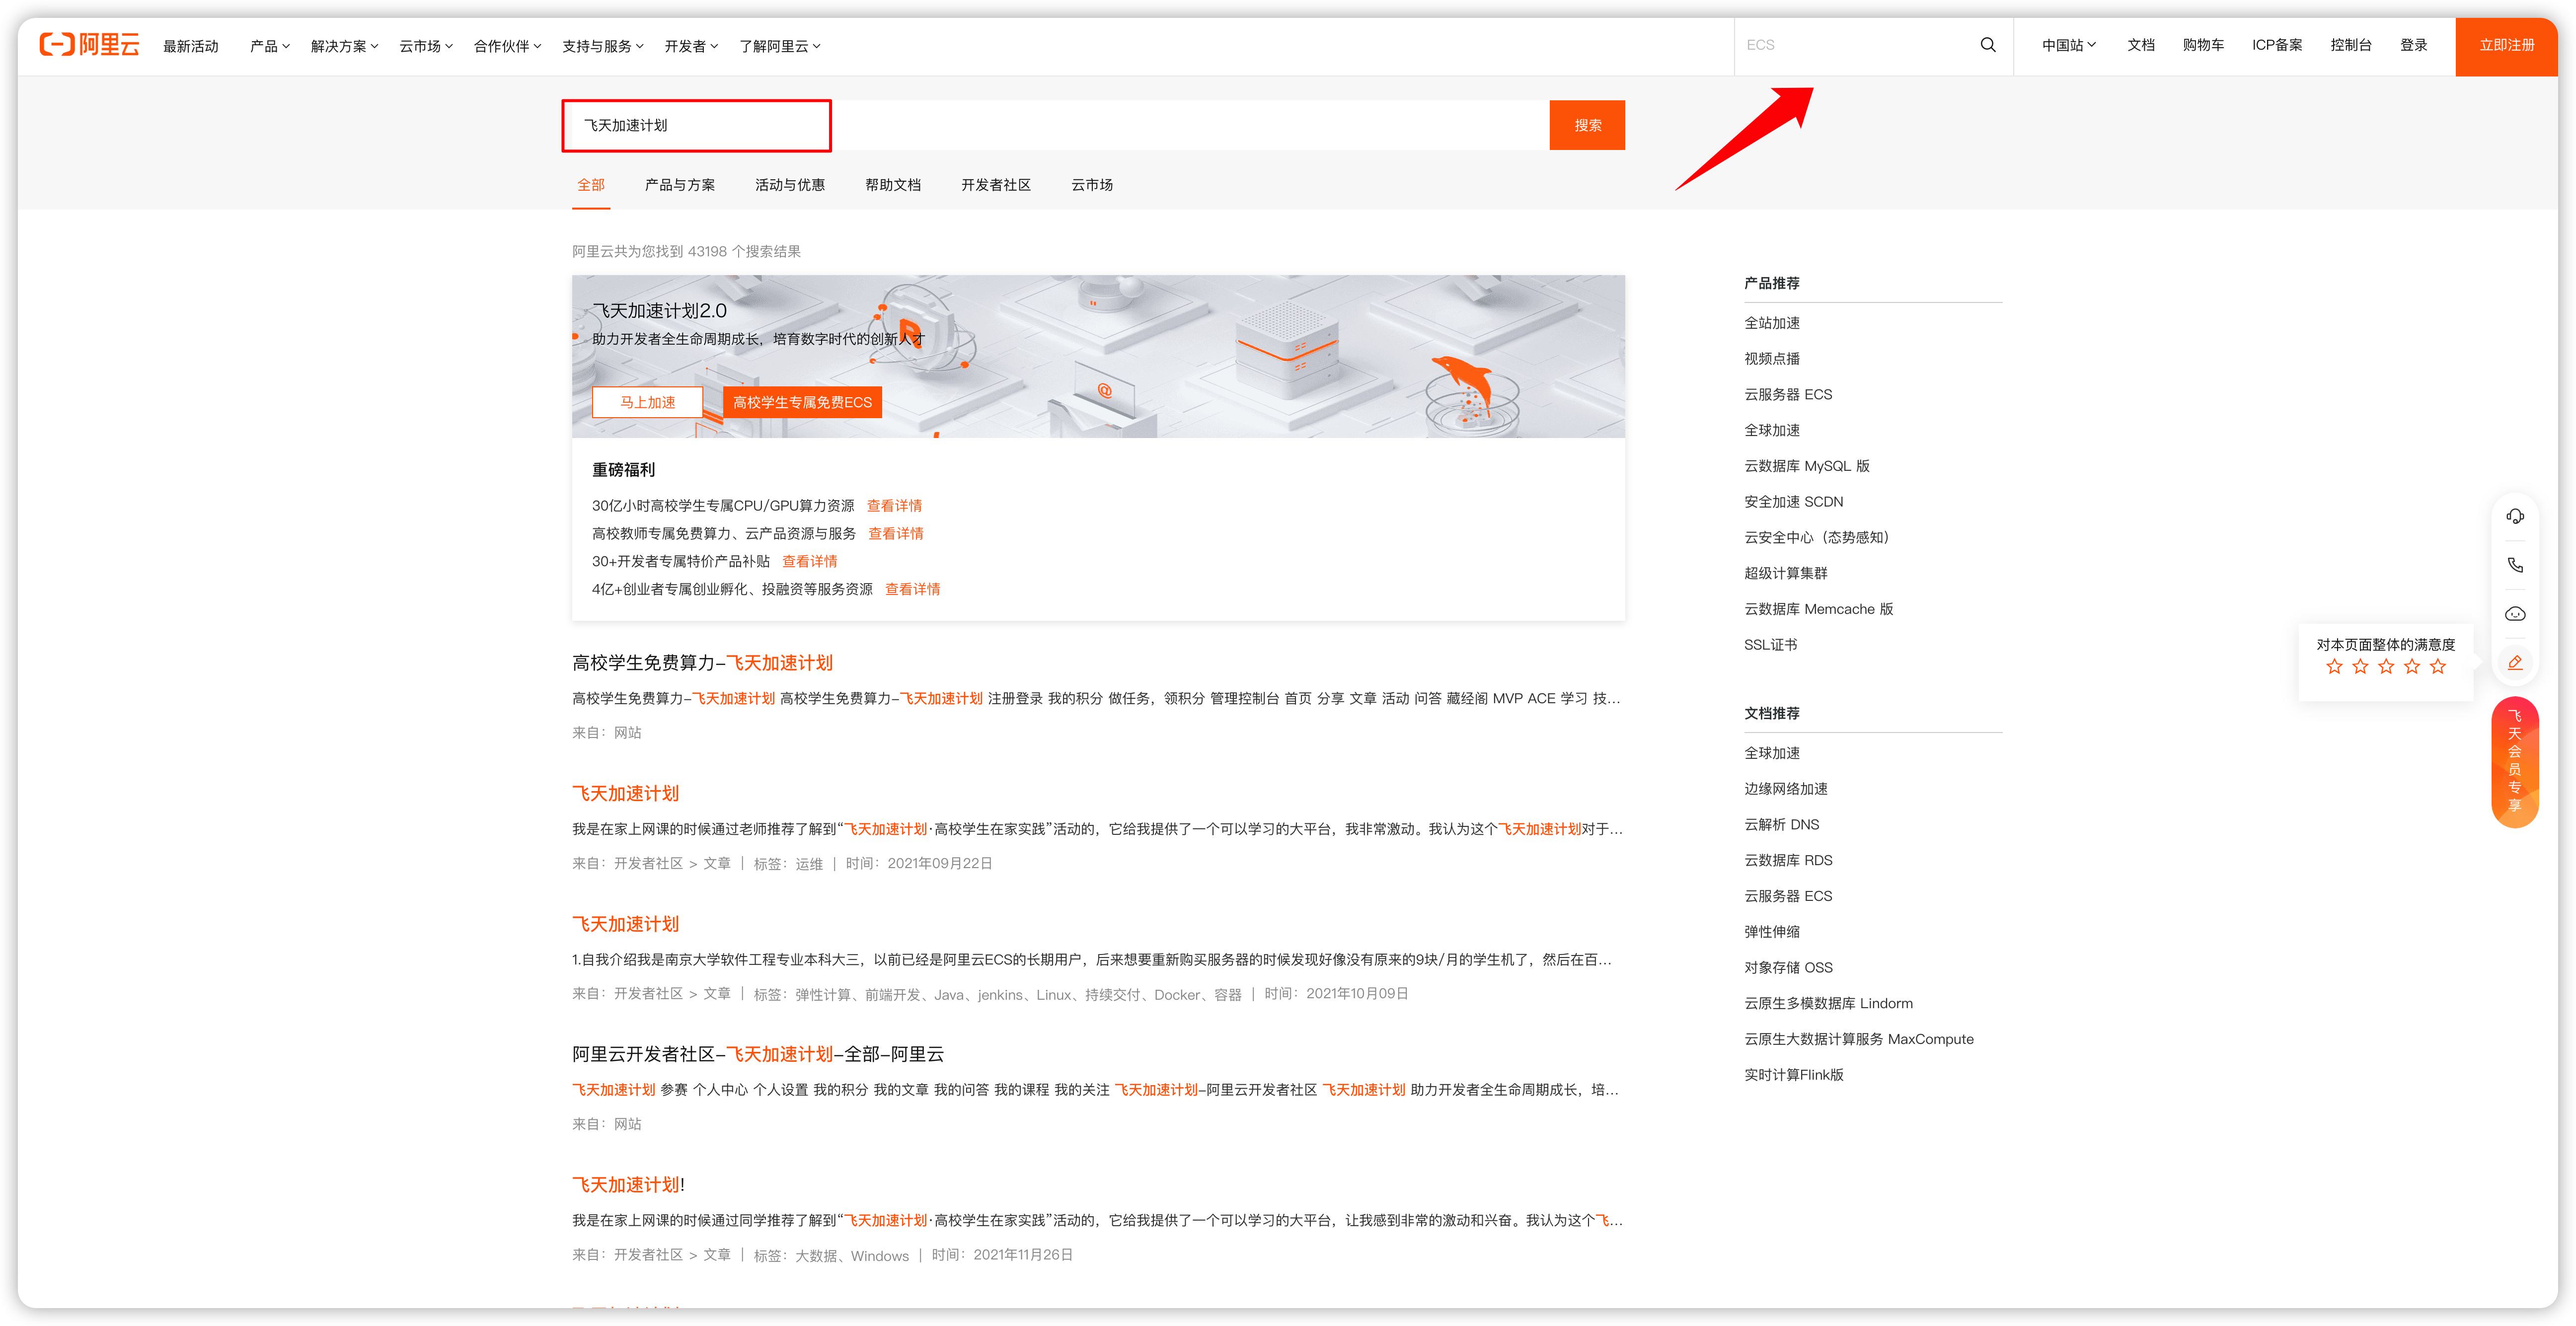 阿里云 最新活动 产品 解决方案 云市场 合作伙伴 支持与服务 开发者 了解阿里云 ECS 中国站 文档 购物车 ICP备案 控制台 登录 立即注册
飞天加速计划 搜索
全部 产品与方案 活动与优惠 帮助文档 开发者社区 云市场
阿里云共为您找到 43198 个搜索结果
飞天加速计划2.0
助力开发者全生命周期成长，培育数字时代的创新人才
马上加速 高校学生专属免费ECS
重磅福利
30亿小时高校学生专属CPU/GPU算力资源 查看详情
高校教师专属免费算力、云产品资源与服务 查看详情
30+开发者专属特价产品补贴 查看详情
4亿+创业者专属创业孵化、投融资等服务资源 查看详情
高校学生免费算力-飞天加速计划
高校学生免费算力-飞天加速计划 高校学生免费算力-飞天加速计划 注册登录 我的积分 做任务，领积分 管理控制台 首页 分享 文章 活动 问答 藏经阁 MVP ACE 学习 技...
来自：网站
飞天加速计划
我是在家上网课的时候通过老师推荐了解到“飞天加速计划·高校学生在家实践”活动的，它给我提供了一个可以学习的大平台，我非常激动。我认为这个飞天加速计划对于...
来自：开发者社区 > 文章 | 标签：运维 | 时间：2021年09月22日
飞天加速计划
1.自我介绍我是南京大学软件工程专业本科大三，以前已经是阿里云ECS的长期用户，后来想要重新购买服务器的时候发现好像没有原来的9块/月的学生机了，然后在百...
来自：开发者社区 > 文章 | 标签：弹性计算、前端开发、Java、jenkins、Linux、持续交付、Docker、容器 | 时间：2021年10月09日
阿里云开发者社区-飞天加速计划-全部-阿里云
飞天加速计划 参赛 个人中心 个人设置 我的积分 我的文章 我的问答 我的课程 我的关注 飞天加速计划-阿里云开发者社区 飞天加速计划 助力开发者全生命周期成长，培...
来自：网站
飞天加速计划!
我是在家上网课的时候通过同学推荐了解到“飞天加速计划·高校学生在家实践”活动的，它给我提供了一个可以学习的大平台，让我感到非常的激动和兴奋。我认为这个飞...
来自：开发者社区 > 文章 | 标签：大数据、Windows | 时间：2021年11月26日
产品推荐
全站加速
视频点播
云服务器 ECS
全球加速
云数据库 MySQL 版
安全加速 SCDN
云安全中心（态势感知）
超级计算集群
云数据库 Memcache 版
SSL证书
文档推荐
全球加速
边缘网络加速
云解析 DNS
云数据库 RDS
云服务器 ECS
弹性伸缩
对象存储 OSS
云原生多模数据库 Lindorm
云原生大数据计算服务 MaxCompute
实时计算Flink版
对本页面整体的满意度
飞天会员专享